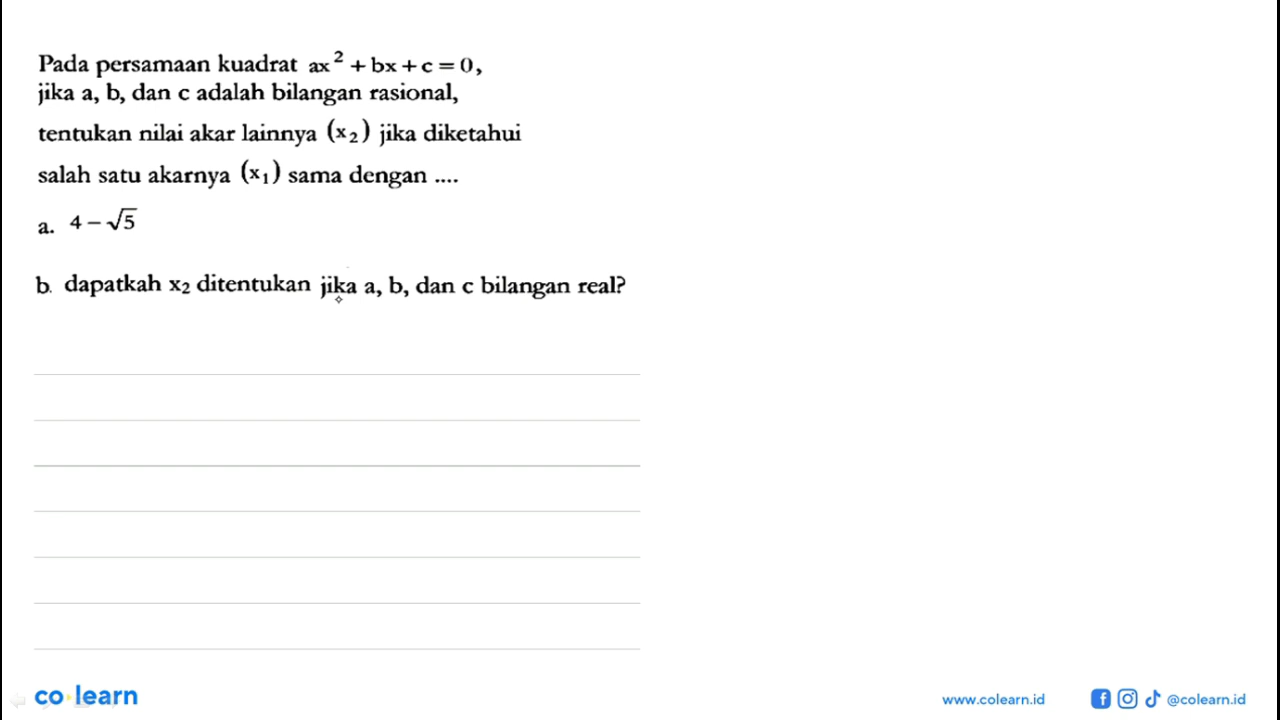 Pada persamaan kuadrat ax² + bx + c = 0,
jika a, b, dan c adalah bilangan rasional,
tentukan nilai akar lainnya (x₂) jika diketahui
salah satu akarnya (x₁) sama dengan ....
a. 4 − √5
b. dapatkah x₂ ditentukan jika a, b, dan c bilangan real?
co learn
www.colearn.id
@colearn.id